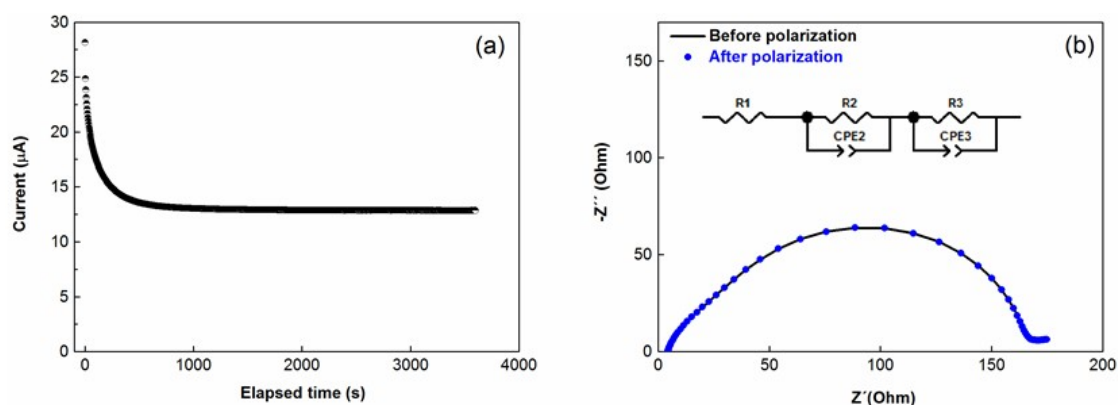 (a)
30
25
20
15
10
5
0
Current (μA)
0 1000 2000 3000 4000
Elapsed time (s)
(b)
Before polarization
After polarization
R1 R2 R3
CPE2 CPE3
150
100
50
0
-Z´´ (Ohm)
0 50 100 150 200
Z´(Ohm)